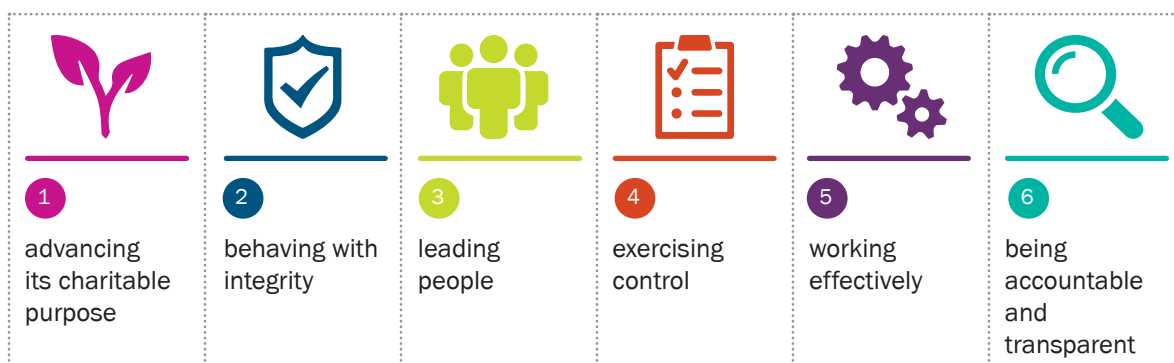 1
advancing
its charitable
purpose
2
behaving with
integrity
3
leading
people
4
exercising
control
5
working
effectively
6
being
accountable
and
transparent